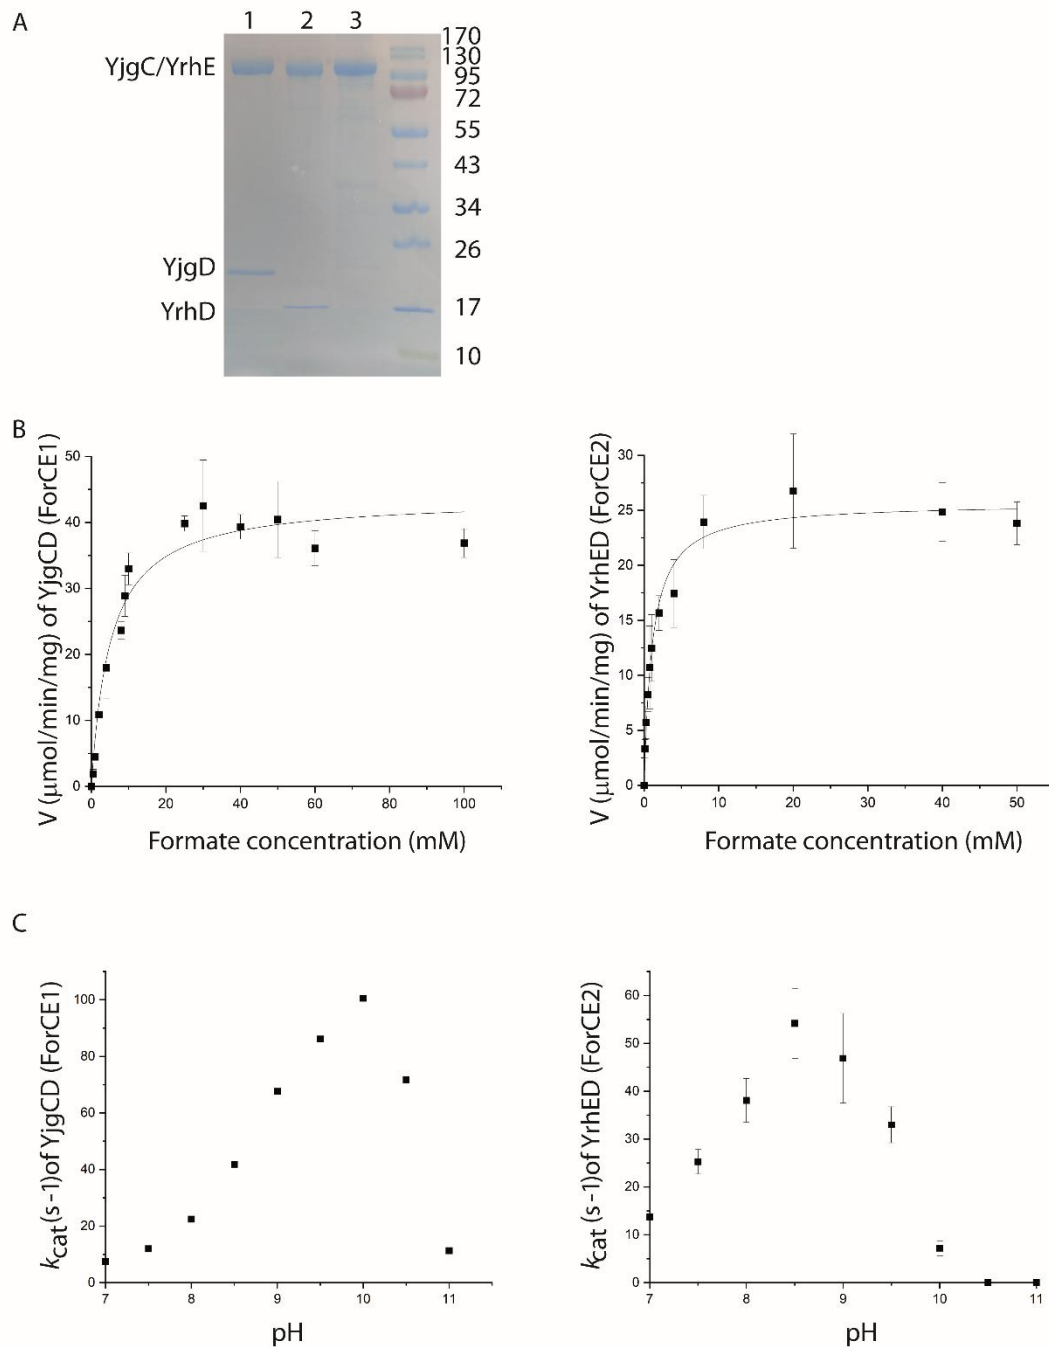 A
1 2 3
YjgC/YrhE
YjgD
YrhD
170
130
95
72
55
43
34
26
17
10
B
V (μmol/min/mg) of YjgCD (ForCE1)
50
40
30
20
10
0
0 20 40 60 80 100
Formate concentration (mM)
V (μmol/min/mg) of YrhED (ForCE2)
30
25
20
15
10
5
0
0 10 20 30 40 50
Formate concentration (mM)
C
kcat(s-1)of YjgCD (ForCE1)
100
80
60
40
20
0
7 8 9 10 11
pH
kcat(s-1)of YrhED (ForCE2)
60
50
40
30
20
10
0
7 8 9 10 11
pH